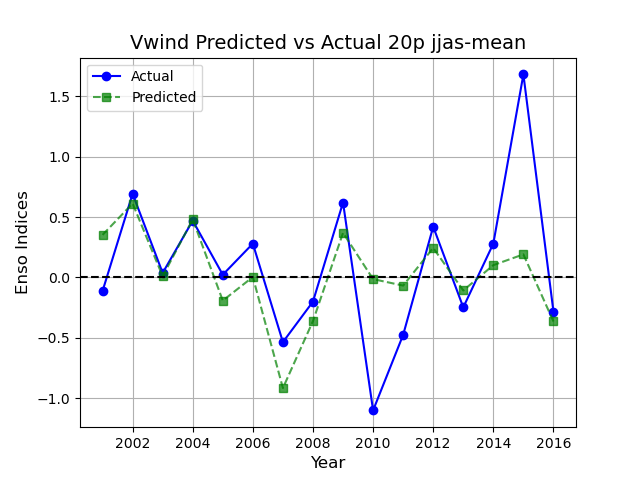 Vwind Predicted vs Actual 20p jjas-mean
Actual
Predicted
1.5
1.0
0.5
0.0
−0.5
−1.0
Enso Indices
2002 2004 2006 2008 2010 2012 2014 2016
Year